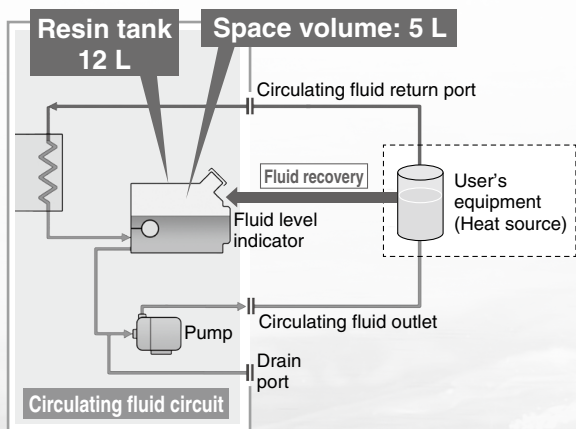 Resin tank
12 L
Space volume: 5 L
Circulating fluid return port
Fluid recovery
User's
equipment
(Heat source)
Fluid level
indicator
Pump
Circulating fluid outlet
Drain
port
Circulating fluid circuit